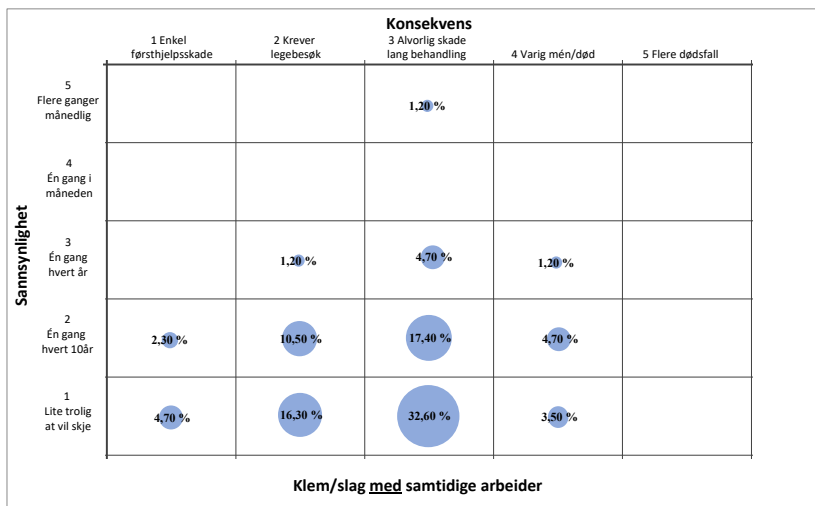 Konsekvens
1 Enkel
førsthjelpsskade
2 Krever
legebesøk
3 Alvorlig skade
lang behandling
4 Varig mén/død
5 Flere dødsfall
Sannsynlighet
5
Flere ganger
månedlig
1,20 %
4
Én gang i
måneden
3
Én gang
hvert år
1,20 %
4,70 %
1,20 %
2
Én gang
hvert 10år
2,30 %
10,50 %
17,40 %
4,70 %
1
Lite trolig
at vil skje
4,70 %
16,30 %
32,60 %
3,50 %
Klem/slag med samtidige arbeider